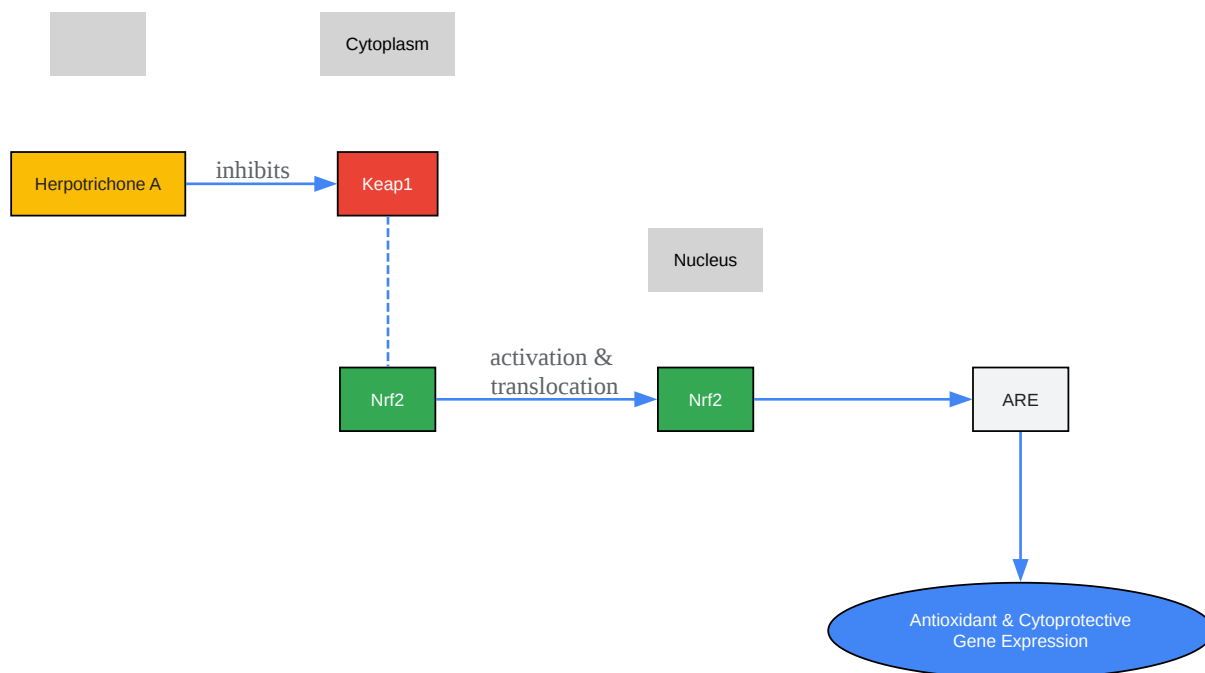 Cytoplasm
Herpotrichone A
inhibits
Keap1
Nucleus
activation &
translocation
Nrf2
Nrf2
ARE
Antioxidant & Cytoprotective
Gene Expression